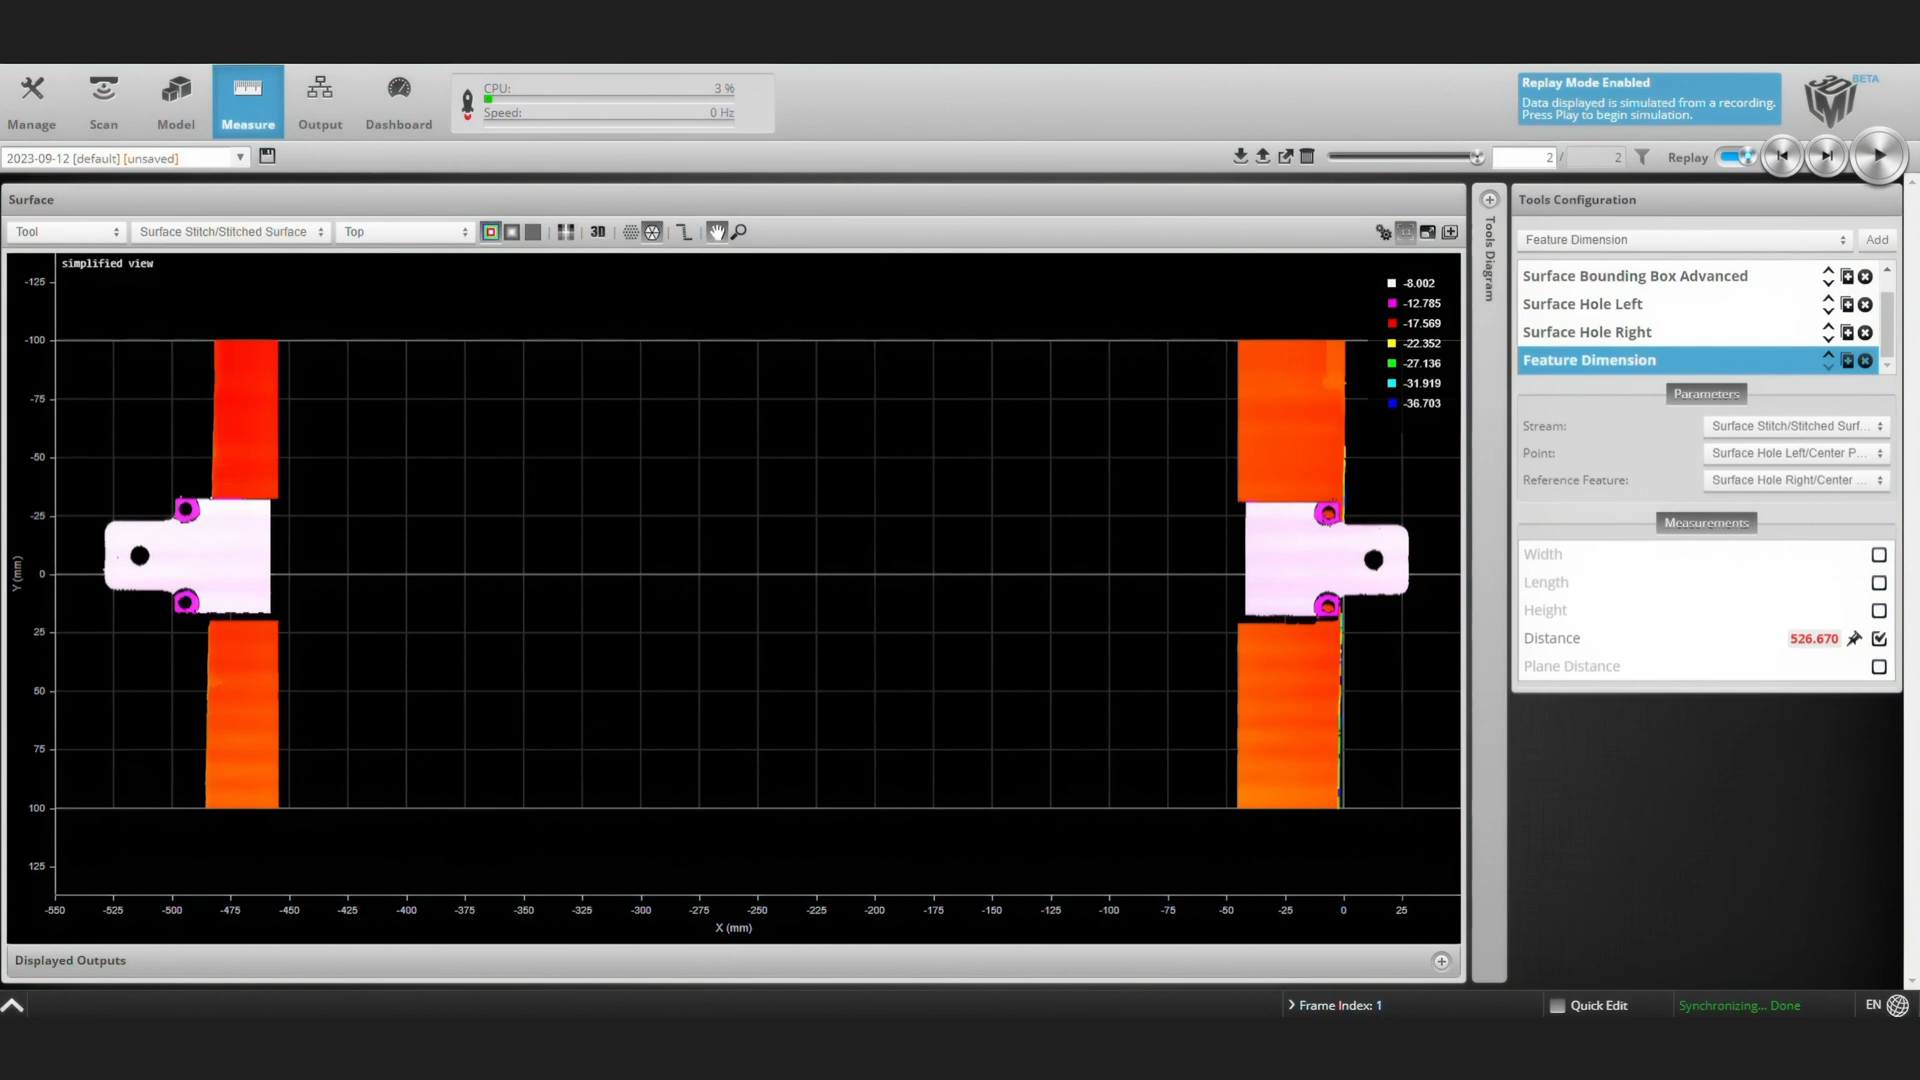 Manage
Scan
Model
Measure
Output
Dashboard
CPU: 3 %
Speed: 0 Hz
Replay Mode Enabled
Data displayed is simulated from a recording.
Press Play to begin simulation.
BETA
2023-09-12 [default] [unsaved]
2 / 2
Replay
Surface
Tool
Surface Stitch/Stitched Surface
Top
3D
Tools Diagram
Tools Configuration
Feature Dimension
Add
Surface Bounding Box Advanced
Surface Hole Left
Surface Hole Right
Feature Dimension
Parameters
Stream: Surface Stitch/Stitched Surf...
Point: Surface Hole Left/Center P...
Reference Feature: Surface Hole Right/Center ...
Measurements
Width
Length
Height
Distance 526.670
Plane Distance
simplified view
-8.002
-12.785
-17.569
-22.352
-27.136
-31.919
-36.703
-125
-100
-75
-50
-25
0
25
50
75
100
125
Y (mm)
-550 -525 -500 -475 -450 -425 -400 -375 -350 -325 -300 -275 -250 -225 -200 -175 -150 -125 -100 -75 -50 -25 0 25
X (mm)
Displayed Outputs
Frame Index: 1
Quick Edit
Synchronizing... Done
EN